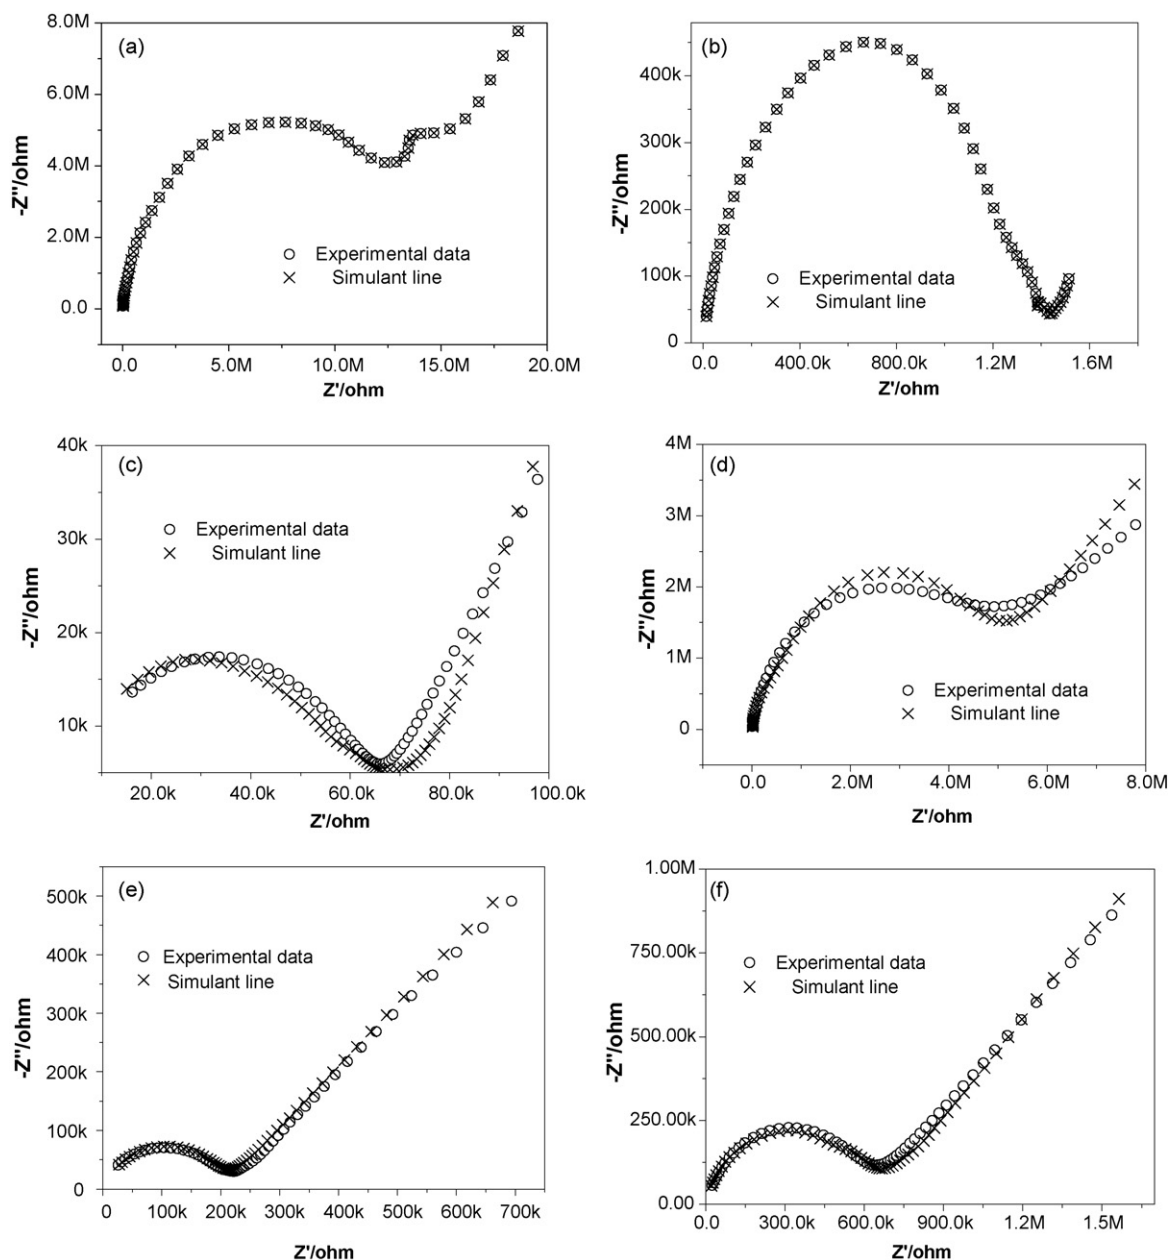 (a)
8.0M
6.0M
4.0M
2.0M
0.0
-Z"/ohm
Experimental data
Simulant line
0.0
5.0M
10.0M
15.0M
20.0M
Z'/ohm
(b)
400k
300k
200k
100k
0
-Z"/ohm
Experimental data
Simulant line
0.0
400.0k
800.0k
1.2M
1.6M
Z'/ohm
(c)
40k
30k
20k
10k
-Z"/ohm
Experimental data
Simulant line
20.0k
40.0k
60.0k
80.0k
100.0k
Z'/ohm
(d)
4M
3M
2M
1M
0
-Z"/ohm
Experimental data
Simulant line
0.0
2.0M
4.0M
6.0M
8.0M
Z'/ohm
(e)
500k
400k
300k
200k
100k
0
-Z"/ohm
Experimental data
Simulant line
0
100k
200k
300k
400k
500k
600k
700k
Z'/ohm
(f)
1.00M
750.00k
500.00k
250.00k
0.00
-Z"/ohm
Experimental data
Simulant line
0.0
300.0k
600.0k
900.0k
1.2M
1.5M
Z'/ohm